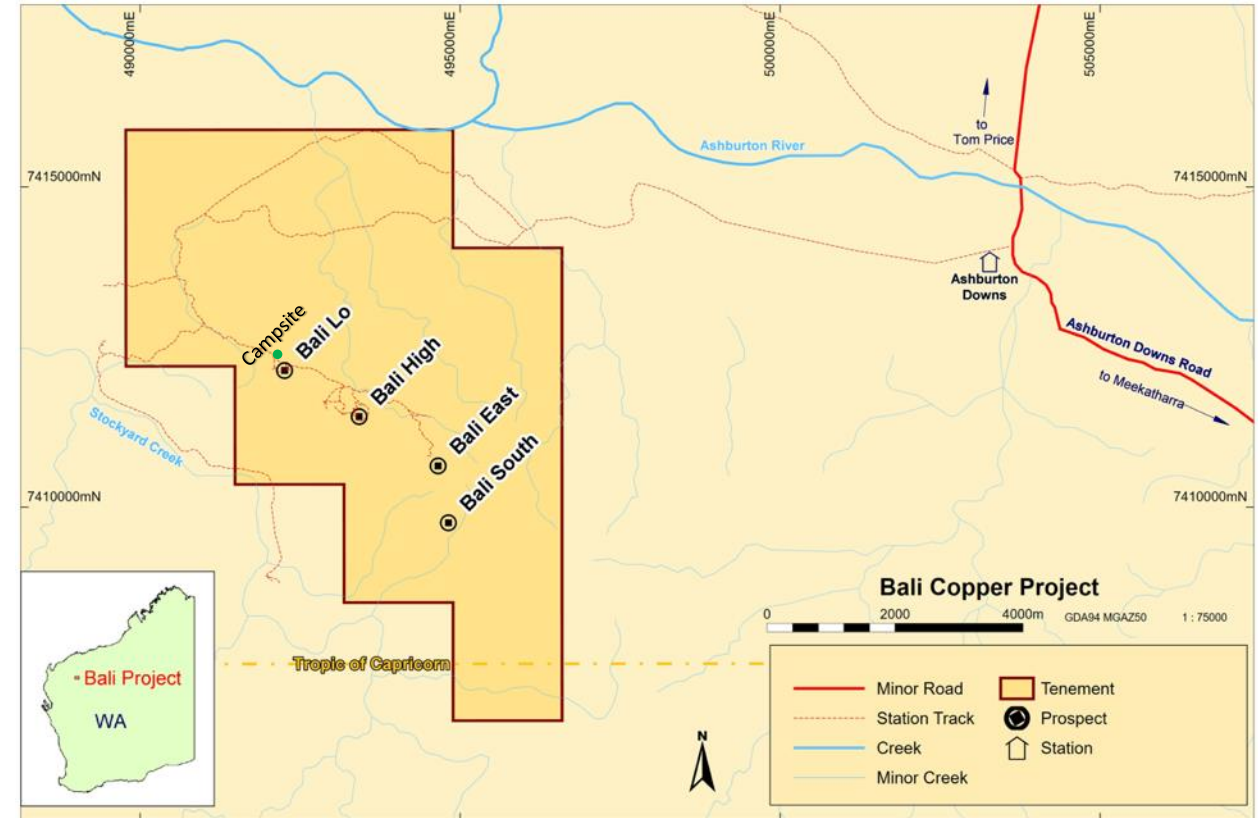 490000mE
495000mE
500000mE
505000mE
to
Tom Price
Ashburton River
7415000mN
7415000mN
Ashburton
Downs
Campsite
Bali Lo
Bali High
Ashburton Downs Road
to Meekatharra
Bali East
Stockyard Creek
Bali South
7410000mN
7410000mN
Bali Copper Project
0
2000
4000m
GDA94 MGAZ50
1 : 75000
Tropic of Capricorn
Bali Project
WA
N
Minor Road
Tenement
Station Track
Prospect
Creek
Station
Minor Creek